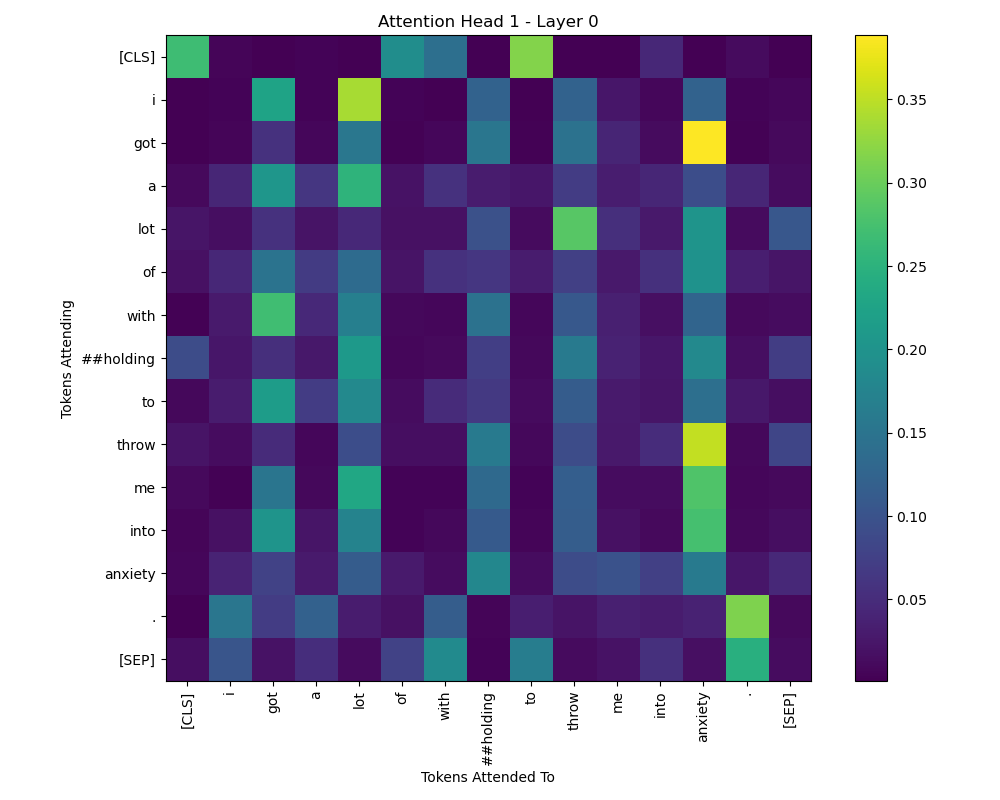 Attention Head 1 - Layer 0
Tokens Attending
[CLS]
i
got
a
lot
of
with
##holding
to
throw
me
into
anxiety
.
[SEP]
[CLS]
i
got
a
lot
of
with
##holding
to
throw
me
into
anxiety
.
[SEP]
Tokens Attended To
0.35
0.30
0.25
0.20
0.15
0.10
0.05